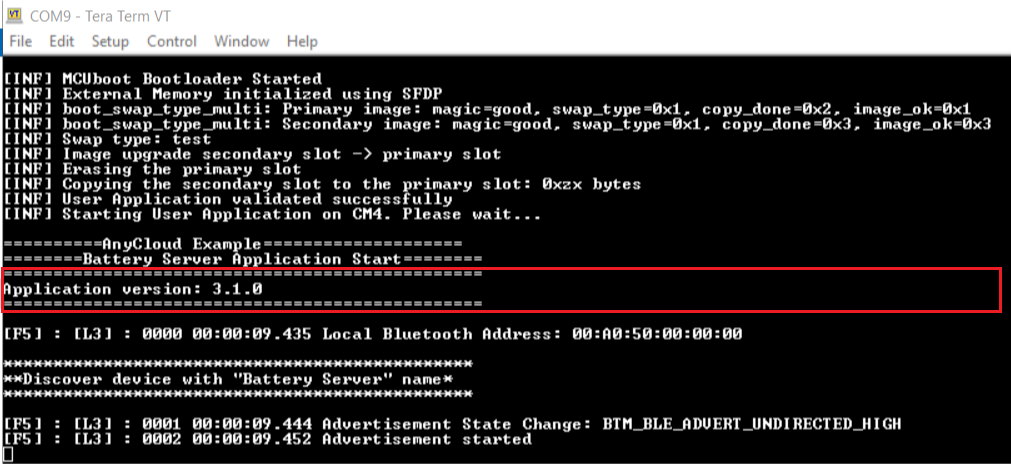 COM9 - Tera Term VT
File Edit Setup Control Window Help
[INF] MCUboot Bootloader Started
[INF] External Memory initialized using SFDP
[INF] boot_swap_type_multi: Primary image: magic=good, swap_type=0x1, copy_done=0x2, image_ok=0x1
[INF] boot_swap_type_multi: Secondary image: magic=good, swap_type=0x1, copy_done=0x3, image_ok=0x3
[INF] Swap type: test
[INF] Image upgrade secondary slot -> primary slot
[INF] Erasing the primary slot
[INF] Copying the secondary slot to the primary slot: 0xzx bytes
[INF] User Application validated successfully
[INF] Starting User Application on CM4. Please wait...
==========AnyCloud Example====================
========Battery Server Application Start========
================================================
Application version: 3.1.0
================================================
[F5] : [L3] : 0000 00:00:09.435 Local Bluetooth Address: 00:A0:50:00:00:00
***********************************************
**Discover device with "Battery Server" name*
***********************************************
[F5] : [L3] : 0001 00:00:09.444 Advertisement State Change: BTM_BLE_ADVERT_UNDIRECTED_HIGH
[F5] : [L3] : 0002 00:00:09.452 Advertisement started